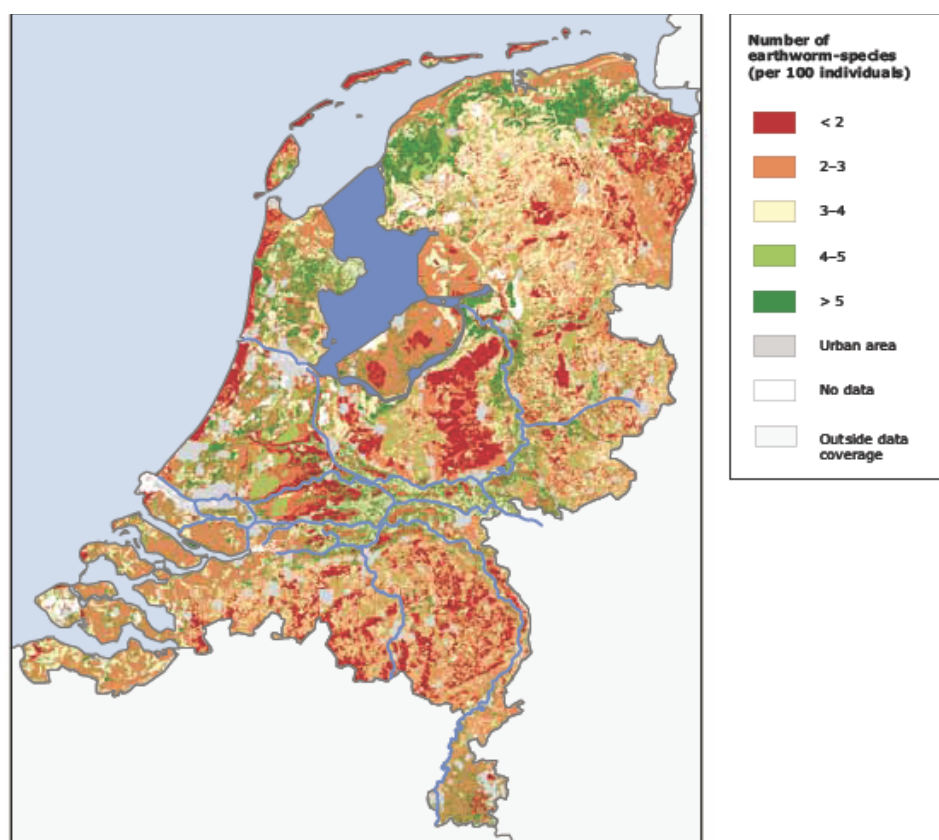 Number of
earthworm-species
(per 100 individuals)
< 2
2–3
3–4
4–5
> 5
Urban area
No data
Outside data
coverage